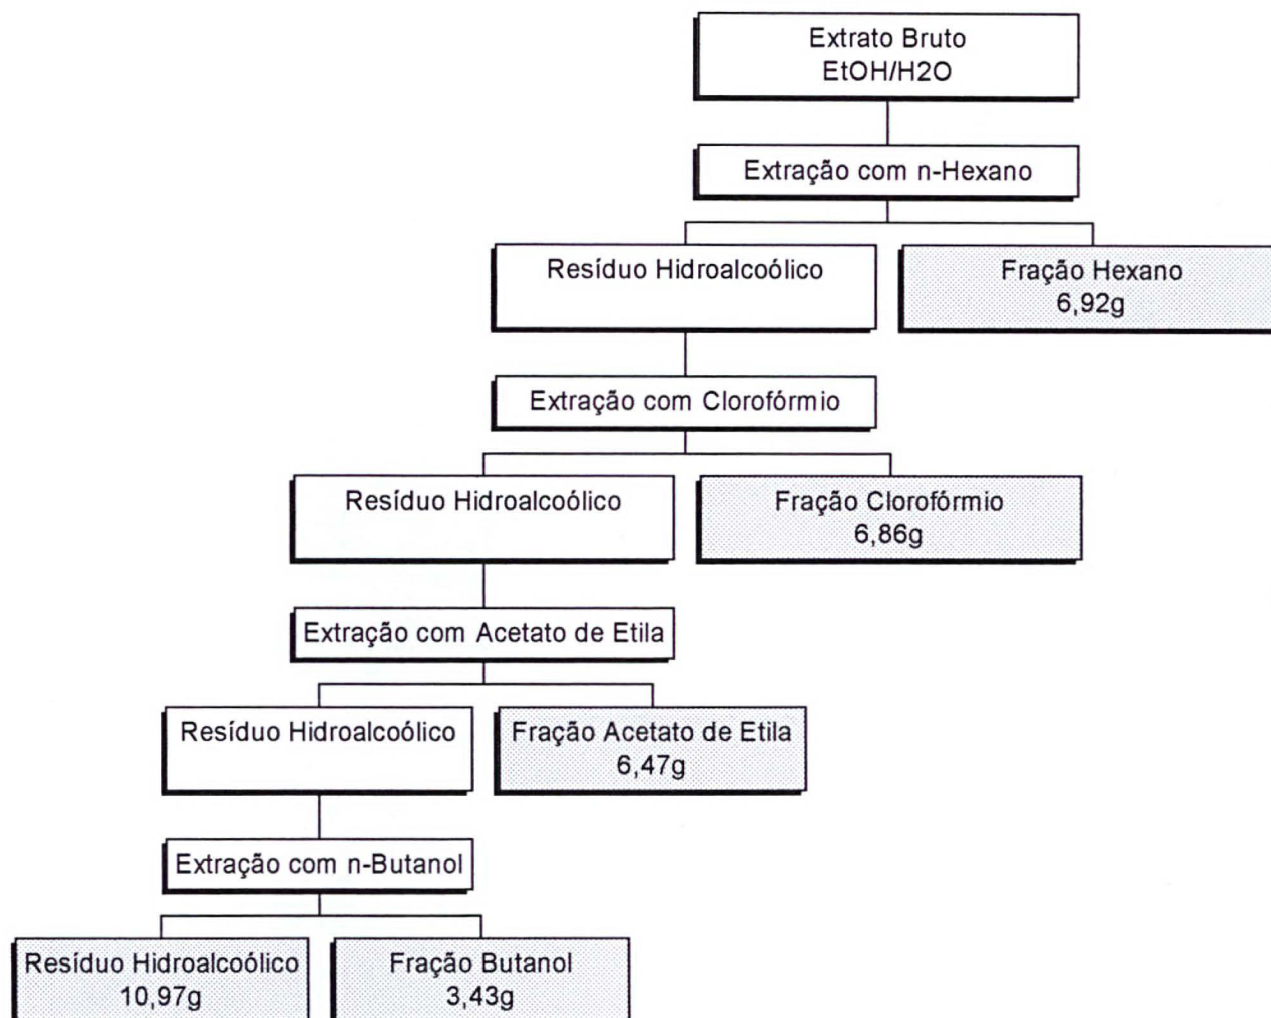 Extrato Bruto
EtOH/H2O
Extração com n-Hexano
Resíduo Hidroalcoólico
Fração Hexano
6,92g
Extração com Clorofórmio
Resíduo Hidroalcoólico
Fração Clorofórmio
6,86g
Extração com Acetato de Etila
Resíduo Hidroalcoólico
Fração Acetato de Etila
6,47g
Extração com n-Butanol
Resíduo Hidroalcoólico
10,97g
Fração Butanol
3,43g